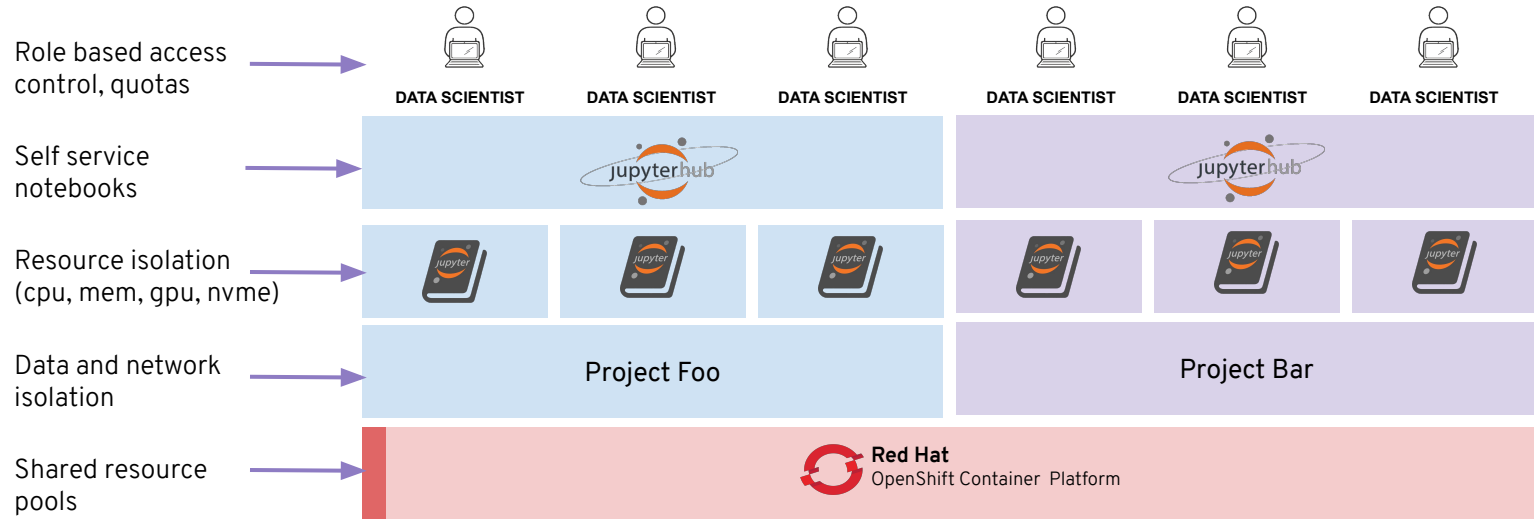 Role based access
control, quotas
DATA SCIENTIST DATA SCIENTIST DATA SCIENTIST DATA SCIENTIST DATA SCIENTIST DATA SCIENTIST
Self service
notebooks
jupyterhub jupyterhub
Resource isolation
(cpu, mem, gpu, nvme)
jupyter jupyter jupyter jupyter jupyter jupyter
Data and network
isolation
Project Foo Project Bar
Shared resource
pools
Red Hat
OpenShift Container Platform